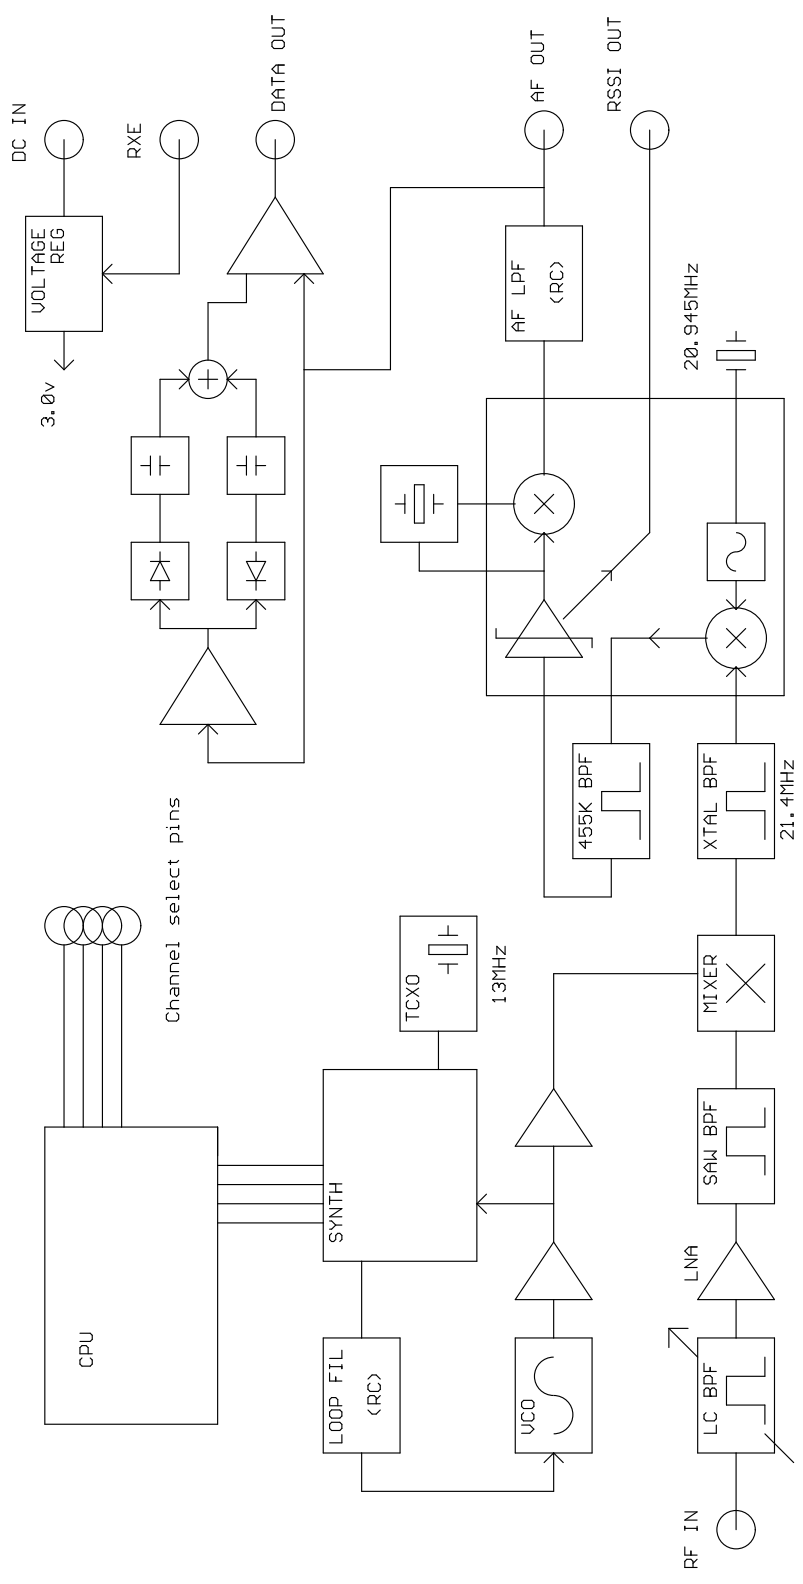 CPU
Channel select pins
3.0v
VOLTAGE
REG
DC IN
RXE
DATA OUT
LOOP FIL
(RC)
SYNTH
TCXO
13MHz
VCO
AF LPF
(RC)
AF OUT
RSSI OUT
455K BPF
20.945MHz
RF IN
LC BPF
LNA
SAW BPF
MIXER
XTAL BPF
21.4MHz